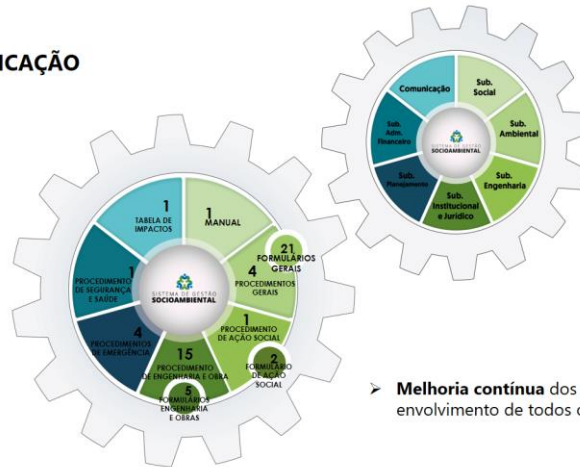 ICAÇÃO
Comunicação
Sub.
Social
Sub.
Ambiental
Sub.
Engenharia
Sub.
Institucional
e Jurídico
Sub.
Planejamento
Sub.
Adm.
Financeiro
SISTEMA DE GESTÃO
SOCIOAMBIENTAL
1
TABELA DE
IMPACTOS
1
MANUAL
21
FORMULÁRIOS
GERAIS
4
PROCEDIMENTOS
GERAIS
1
PROCEDIMENTO
DE AÇÃO SOCIAL
2
FORMULÁRIO
DE AÇÃO
SOCIAL
15
PROCEDIMENTO
DE ENGENHARIA E OBRA
5
FORMULÁRIOS
ENGENHARIA
E OBRAS
4
PROCEDIMENTOS
DE EMERGÊNCIA
1
PROCEDIMENTO
DE SEGURANÇA
E SAÚDE
SISTEMA DE GESTÃO
SOCIOAMBIENTAL
➢ Melhoria contínua dos
envolvimento de todos